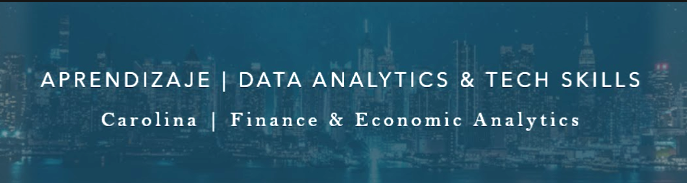 APRENDIZAJE | DATA ANALYTICS & TECH SKILLS
Carolina | Finance & Economic Analytics